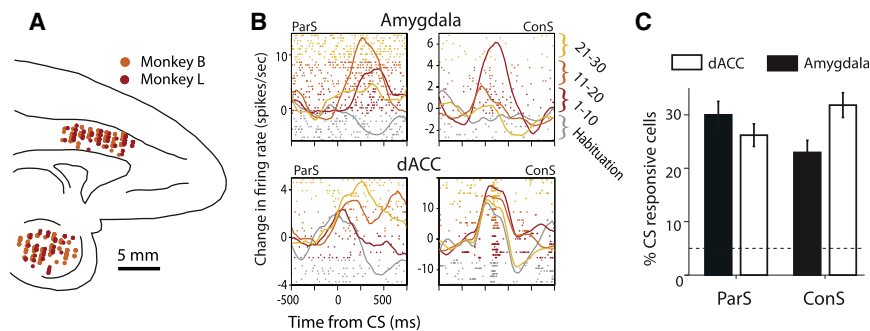 A
Monkey B
Monkey L
5 mm
B
Amygdala
ParS
ConS
10
0
6
4
2
0
-2
21-30
11-20
1-10
Habituation
Change in firing rate (spikes/sec)
dACC
ParS
ConS
4
0
-4
10
0
-10
-500
0
500
Time from CS (ms)
C
dACC
Amygdala
% CS responsive cells
30
20
10
0
ParS
ConS